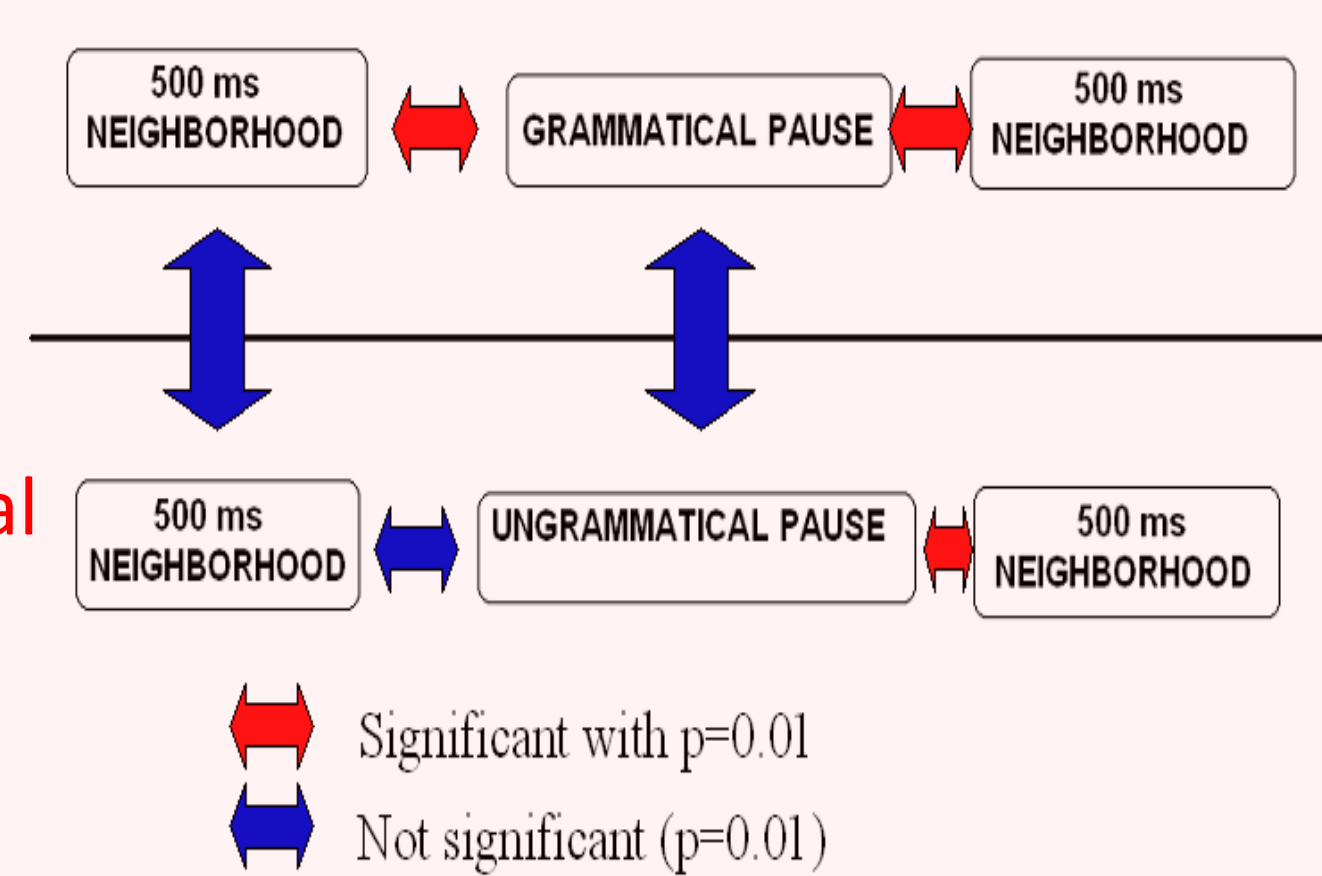 500 ms
NEIGHBORHOOD
GRAMMATICAL PAUSE
500 ms
NEIGHBORHOOD
al
500 ms
NEIGHBORHOOD
UNGRAMMATICAL PAUSE
500 ms
NEIGHBORHOOD
Significant with p=0.01
Not significant (p=0.01)